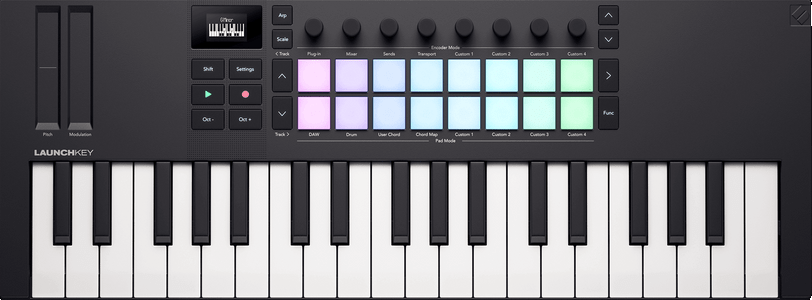 Arp
Scale
< Track
Encoder Mode
Plug-in Mixer Sends Transport Custom 1 Custom 2 Custom 3 Custom 4
Shift Settings
Oct - Oct +
Func
Pitch Modulation
Track >
DAW Drum User Chord Chord Map Custom 1 Custom 2 Custom 3 Custom 4
Pad Mode
LAUNCHKEY